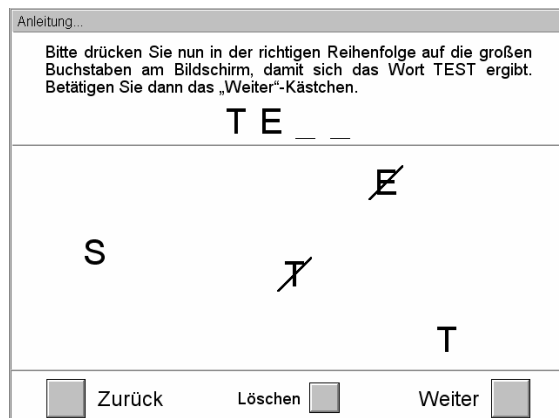 Anleitung...
Bitte drücken Sie nun in der richtigen Reihenfolge auf die großen
Buchstaben am Bildschirm, damit sich das Wort TEST ergibt.
Betätigen Sie dann das „Weiter“-Kästchen.
T E _ _
E
S
T
T
Zurück Löschen Weiter